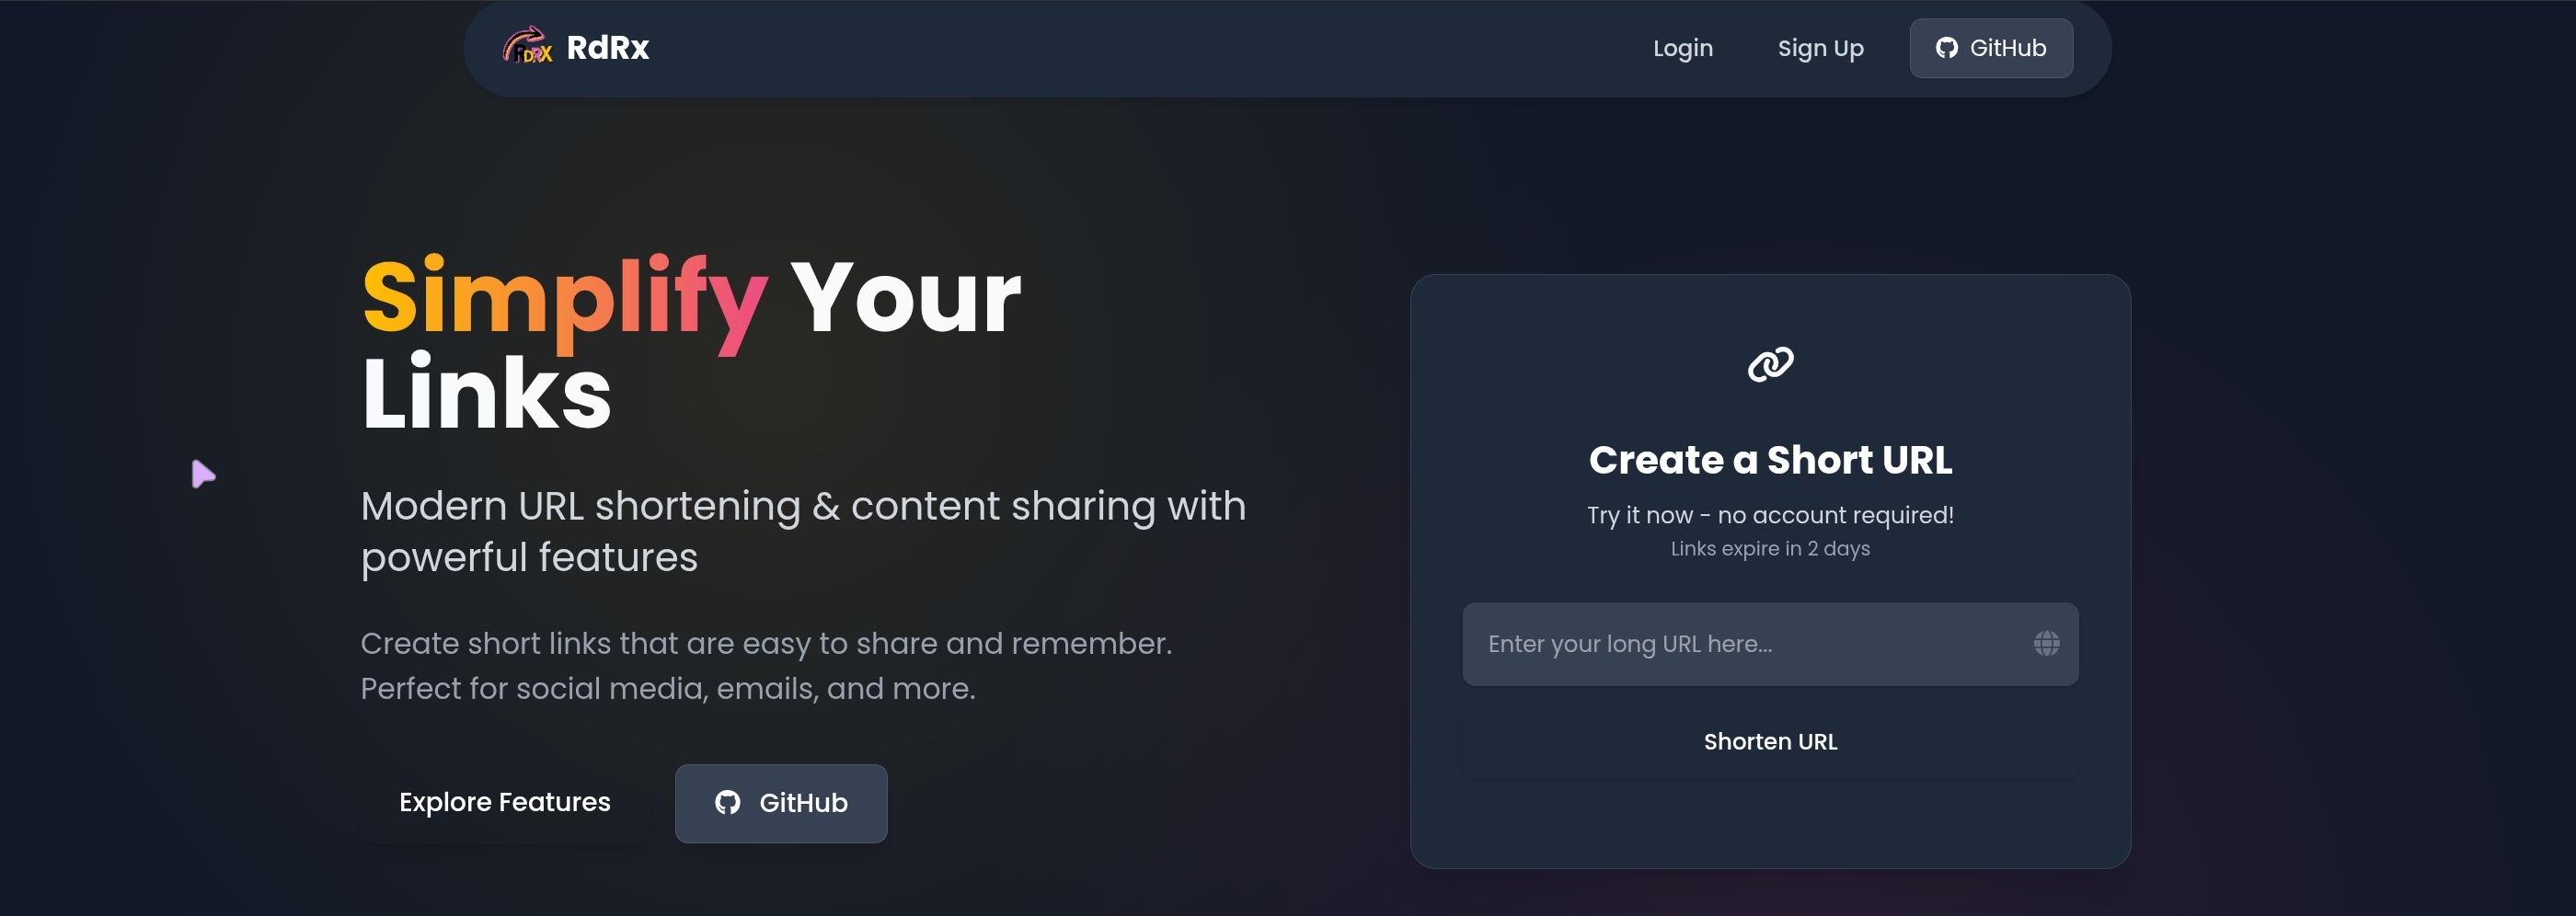 RDRX RdRx
Login Sign Up GitHub
Simplify Your
Links
Modern URL shortening & content sharing with
powerful features
Create short links that are easy to share and remember.
Perfect for social media, emails, and more.
Explore Features GitHub
Create a Short URL
Try it now - no account required!
Links expire in 2 days
Enter your long URL here...
Shorten URL